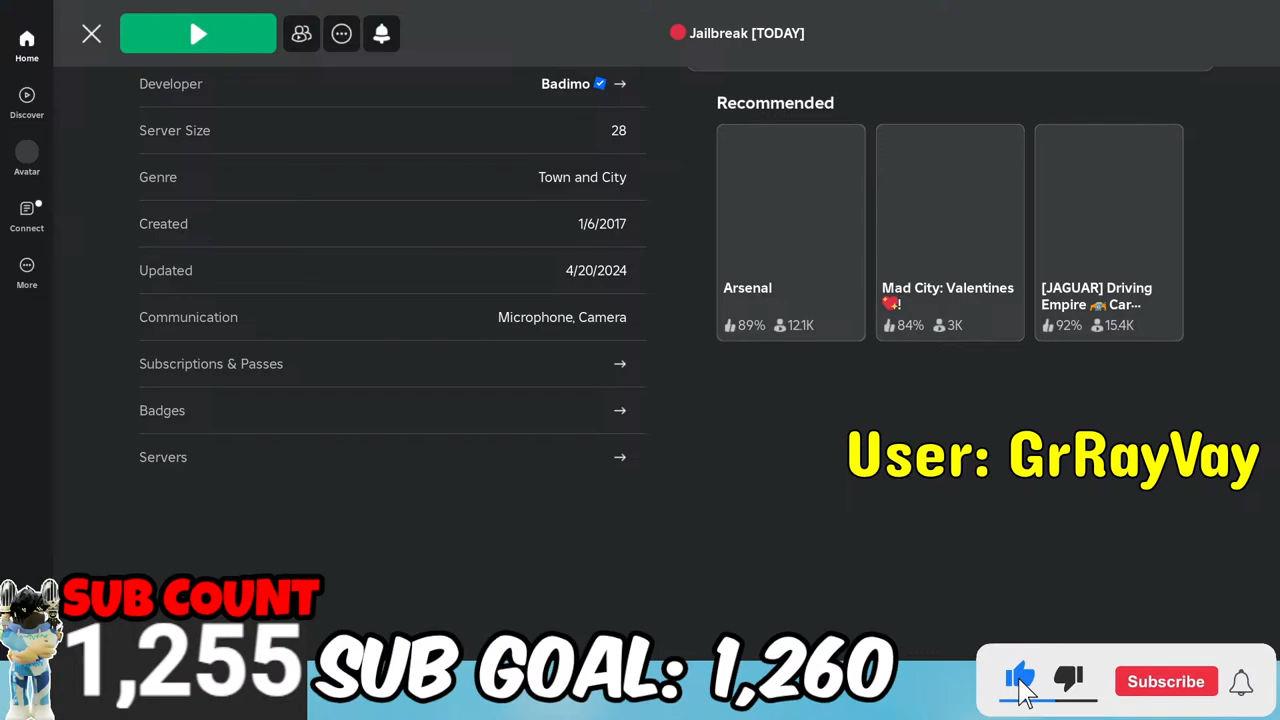 Home
Discover
Avatar
Connect
More
Jailbreak [TODAY]
Developer Badimo
Server Size 28
Genre Town and City
Created 1/6/2017
Updated 4/20/2024
Communication Microphone, Camera
Subscriptions & Passes
Badges
Servers
Recommended
Arsenal
89% 12.1K
Mad City: Valentines
💖!
84% 3K
[JAGUAR] Driving
Empire 🚗 Car...
92% 15.4K
User: GrRayVay
SUB COUNT
1,255
SUB GOAL: 1,260
Subscribe